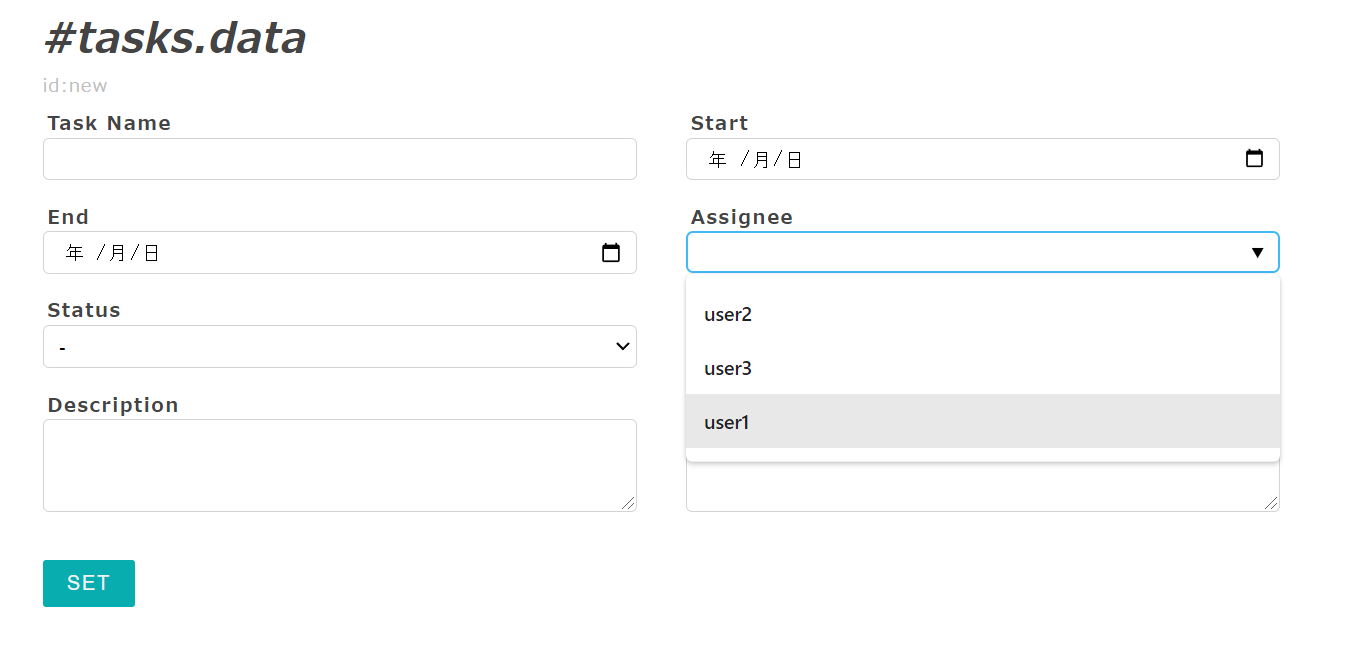 #tasks.data
id:new
Task Name
Start
年 /月/日
End
Assignee
年 /月/日
user2
Status
-
user3
Description
user1
SET